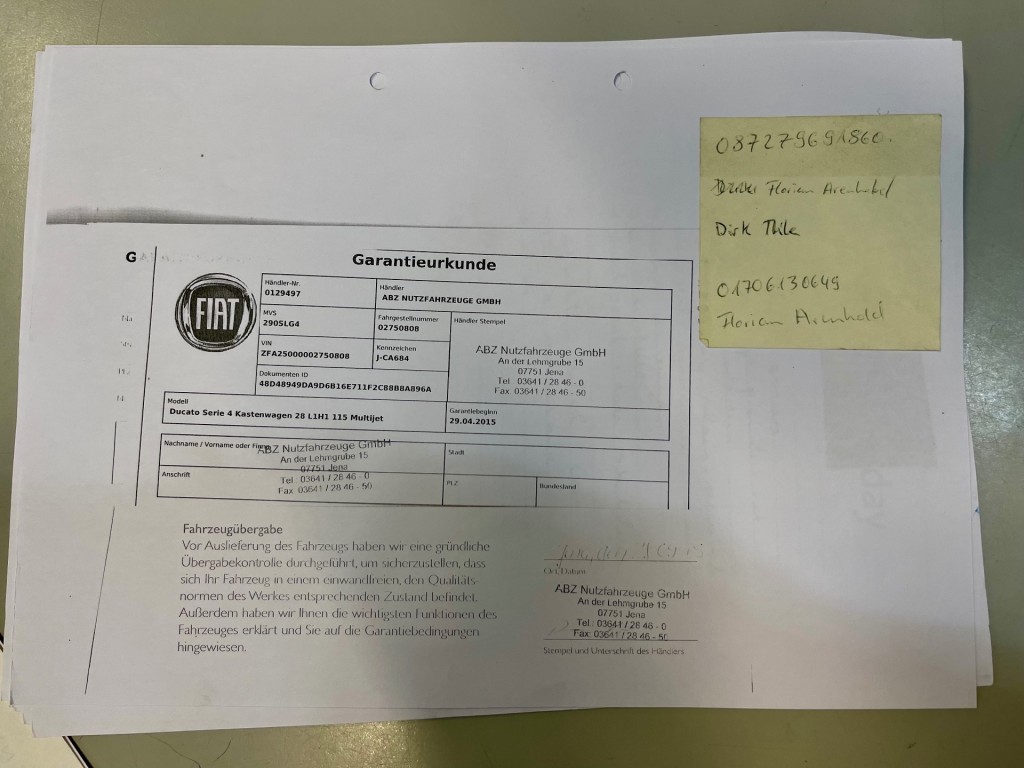 087279691860.
Florian Arenhövel
Dirk Thile
01706130649
Florian Arenhövel
G
Garantieurkunde
FIAT
Händler-Nr.
0129497
Händler
ABZ NUTZFAHRZEUGE GMBH
MVS
290SLG4
Fahrgestellnummer
02750808
Händler Stempel
VIN
ZFA25000002750808
Kennzeichen
J-CA684
ABZ Nutzfahrzeuge GmbH
An der Lehmgrube 15
07751 Jena
Tel 03641 / 28 46 - 0
Fax 03641 / 28 46 - 50
Dokumenten ID
48D48949DA9D6B16E711F2C88B8A896A
Modell
Ducato Serie 4 Kastenwagen 28 L1H1 115 Multijet
Garantiebeginn
29.04.2015
Nachname / Vorname oder Firma
ABZ Nutzfahrzeuge GmbH
An der Lehmgrube 15
07751 Jena
Tel 03641 / 28 46 - 0
Fax 03641 / 28 46 - 50
Stadt
Anschrift
PLZ
Bundesland
Fahrzeugübergabe
Vor Auslieferung des Fahrzeugs haben wir eine gründliche
Übergabekontrolle durchgeführt, um sicherzustellen, dass
sich Ihr Fahrzeug in einem einwandfreien, den Qualitäts-
normen des Werkes entsprechenden Zustand befindet.
Außerdem haben wir Ihnen die wichtigsten Funktionen des
Fahrzeuges erklärt und Sie auf die Garantiebedingungen
hingewiesen.
Ort, Datum
ABZ Nutzfahrzeuge GmbH
An der Lehmgrube 15
07751 Jena
Tel.: 03641 / 28 46 - 0
Fax: 03641 / 28 46 - 50
Stempel und Unterschrift des Händlers